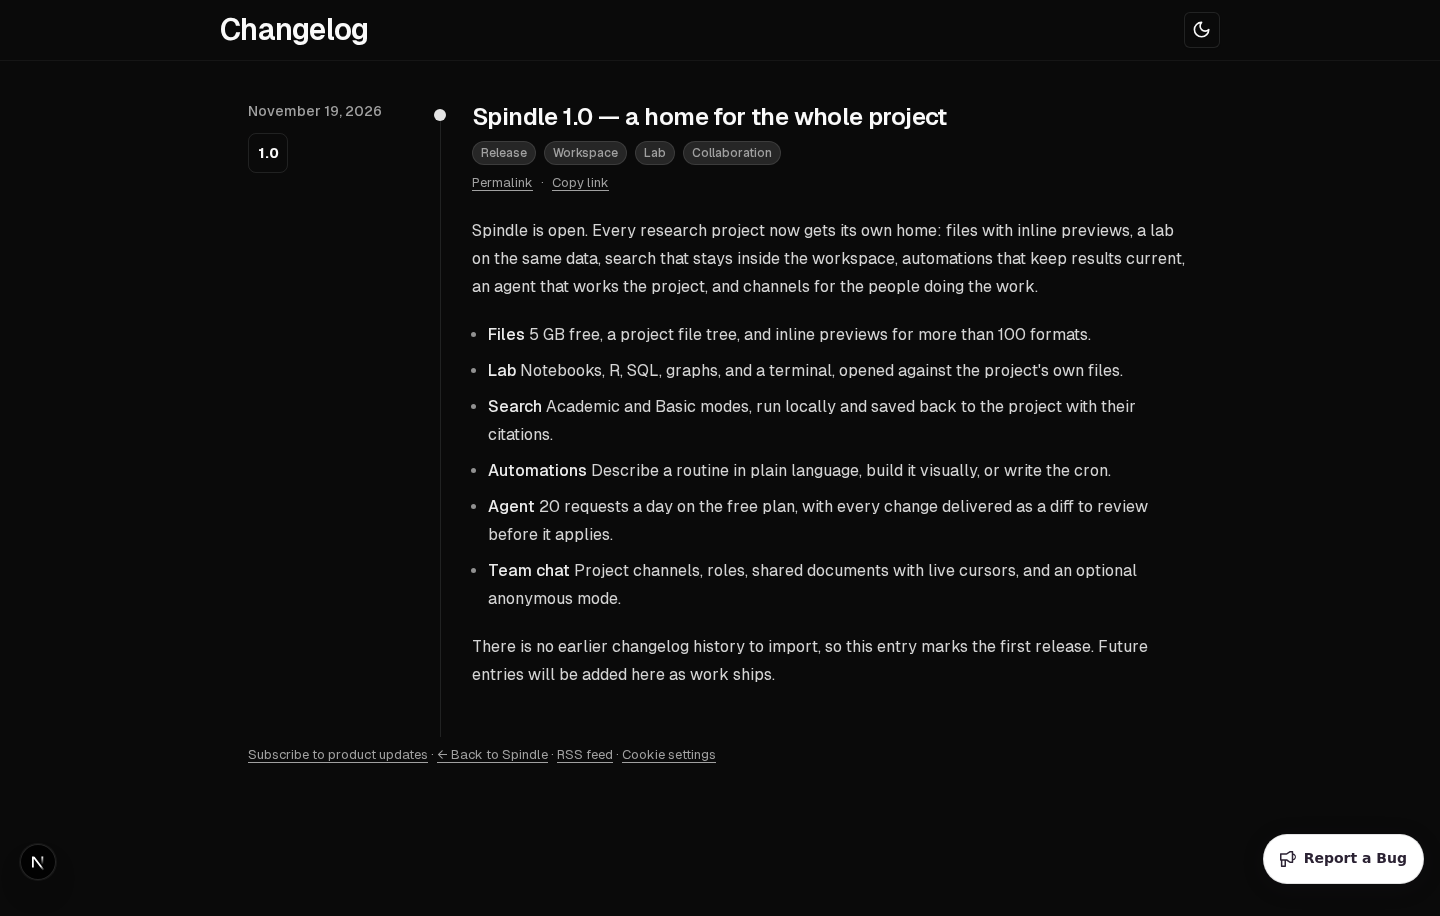 Changelog
November 19, 2026
1.0
Spindle 1.0 — a home for the whole project
Release Workspace Lab Collaboration
Permalink · Copy link
Spindle is open. Every research project now gets its own home: files with inline previews, a lab
on the same data, search that stays inside the workspace, automations that keep results current,
an agent that works the project, and channels for the people doing the work.
• Files 5 GB free, a project file tree, and inline previews for more than 100 formats.
• Lab Notebooks, R, SQL, graphs, and a terminal, opened against the project's own files.
• Search Academic and Basic modes, run locally and saved back to the project with their
citations.
• Automations Describe a routine in plain language, build it visually, or write the cron.
• Agent 20 requests a day on the free plan, with every change delivered as a diff to review
before it applies.
• Team chat Project channels, roles, shared documents with live cursors, and an optional
anonymous mode.
There is no earlier changelog history to import, so this entry marks the first release. Future
entries will be added here as work ships.
Subscribe to product updates · ← Back to Spindle · RSS feed · Cookie settings
N
Report a Bug